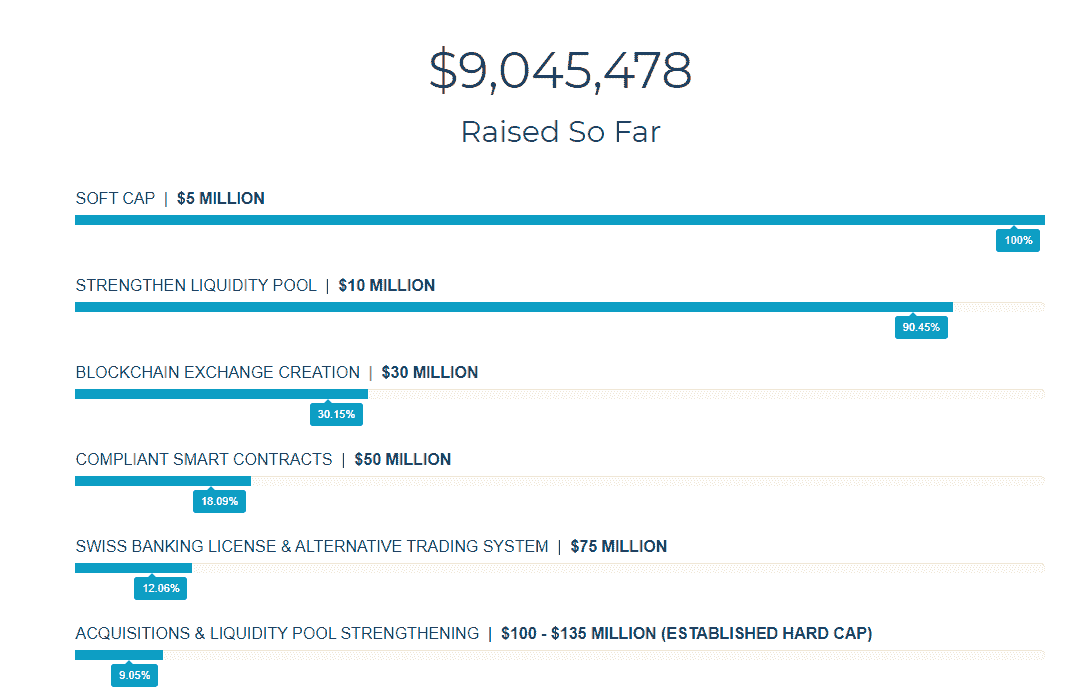 $9,045,478
Raised So Far
SOFT CAP | $5 MILLION
100%
STRENGTHEN LIQUIDITY POOL | $10 MILLION
90.45%
BLOCKCHAIN EXCHANGE CREATION | $30 MILLION
30.15%
COMPLIANT SMART CONTRACTS | $50 MILLION
18.09%
SWISS BANKING LICENSE & ALTERNATIVE TRADING SYSTEM | $75 MILLION
12.06%
ACQUISITIONS & LIQUIDITY POOL STRENGTHENING | $100 - $135 MILLION (ESTABLISHED HARD CAP)
9.05%